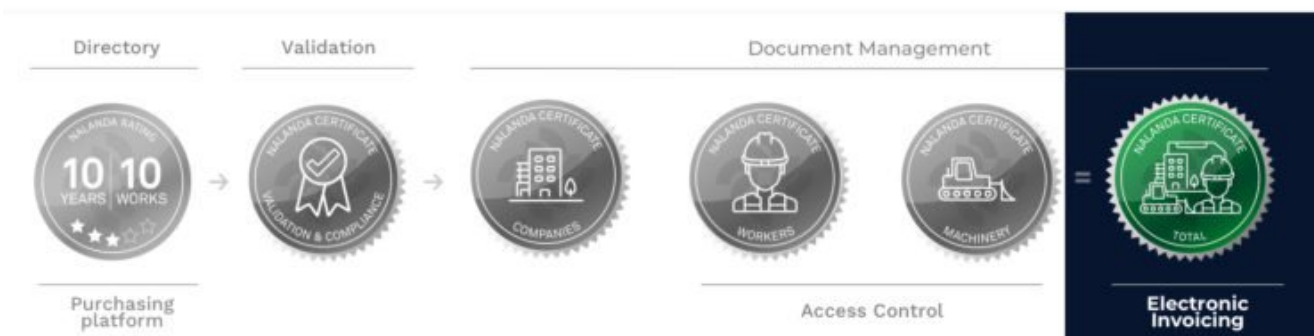 Directory
Validation
Document Management
NALANDA RATING
10 10
YEARS WORKS
NALANDA CERTIFICATE
VALIDATION & COMPLIANCE
→
→
NALANDA CERTIFICATE
COMPANIES
NALANDA CERTIFICATE
WORKERS
NALANDA CERTIFICATE
MACHINERY
=
NALANDA CERTIFICATE
TOTAL
Purchasing
platform
Access Control
Electronic
Invoicing